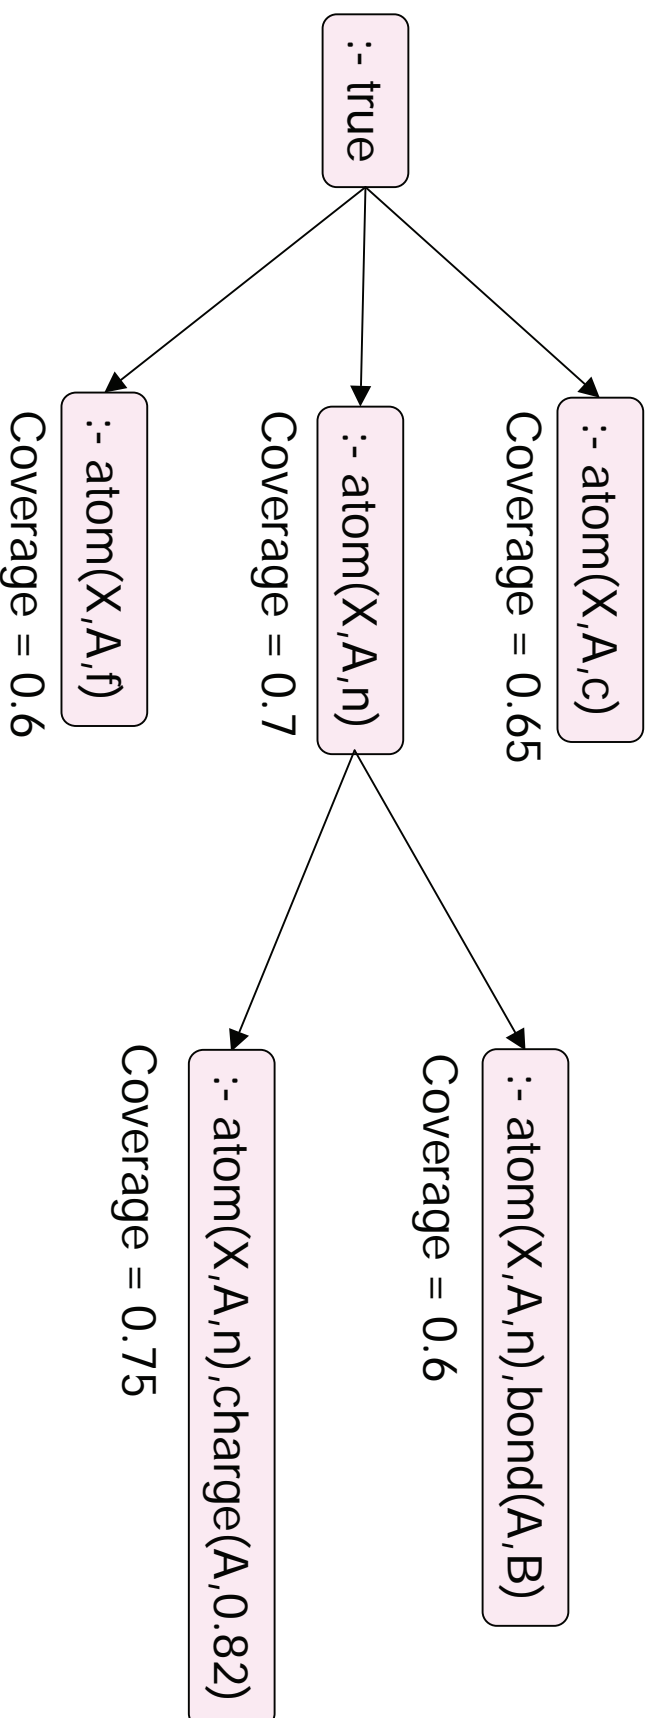 :- true
:- atom(X,A,c)
Coverage = 0.65
:- atom(X,A,n)
Coverage = 0.7
:- atom(X,A,f)
Coverage = 0.6
:- atom(X,A,n),bond(A,B)
Coverage = 0.6
:- atom(X,A,n),charge(A,0.82)
Coverage = 0.75